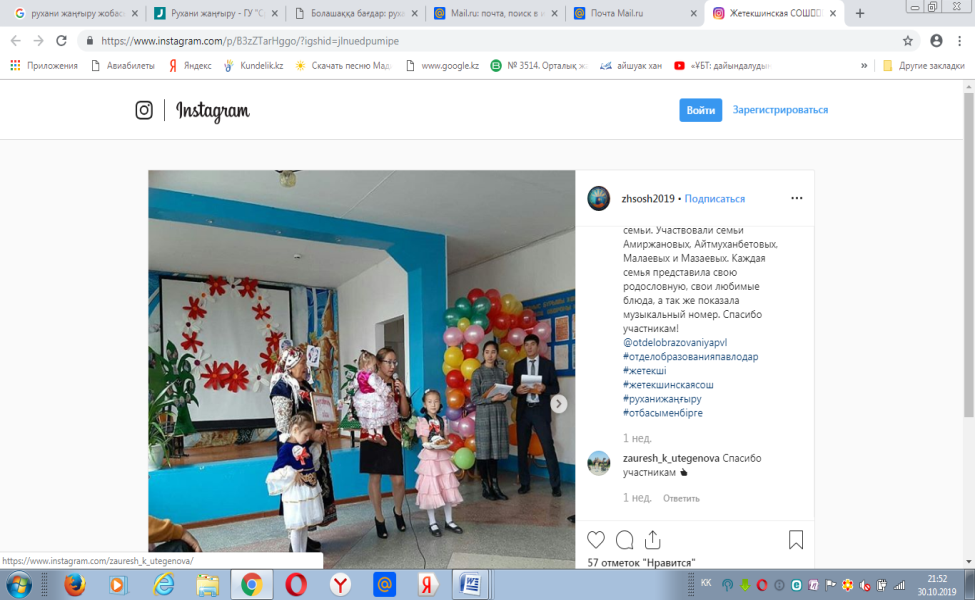 рухани жаңғыру жобас
Рухани жаңғыру - ГУ "С
Болашаққа бағдар: руха
Mail.ru: почта, поиск в и
Почта Mail.ru
Жетекшинская СОШ
https://www.instagram.com/p/B3zZTarHggo/?igshid=jlnuedpumipe
Приложения
Авиабилеты
Яндекс
Kundelik.kz
Скачать песню Мад
www.google.kz
№ 3514. Орталық жо
айшуак хан
«ҰБТ: дайындалудың
»
Другие закладки
Instagram
Войти
Зарегистрироваться
zhsosh2019 • Подписаться
семьи. Участвовали семьи
Амиржановых, Айтмуханбетовых,
Малаевых и Мазаевых. Каждая
семья представила свою
родословную, свои любимые
блюда, а так же показала
музыкальный номер. Спасибо
участникам!
@otdelobrazovaniyapvl
#отделобразованияпавлодар
#жетекші
#жетекшинскаясош
#руханижаңғыру
#отбасыменбірге
1 нед.
zauresh_k_utegenova Спасибо
участникам
1 нед. Ответить
57 отметок "Нравится"
https://www.instagram.com/zauresh_k_utegenova/
KK
21:52
30.10.2019